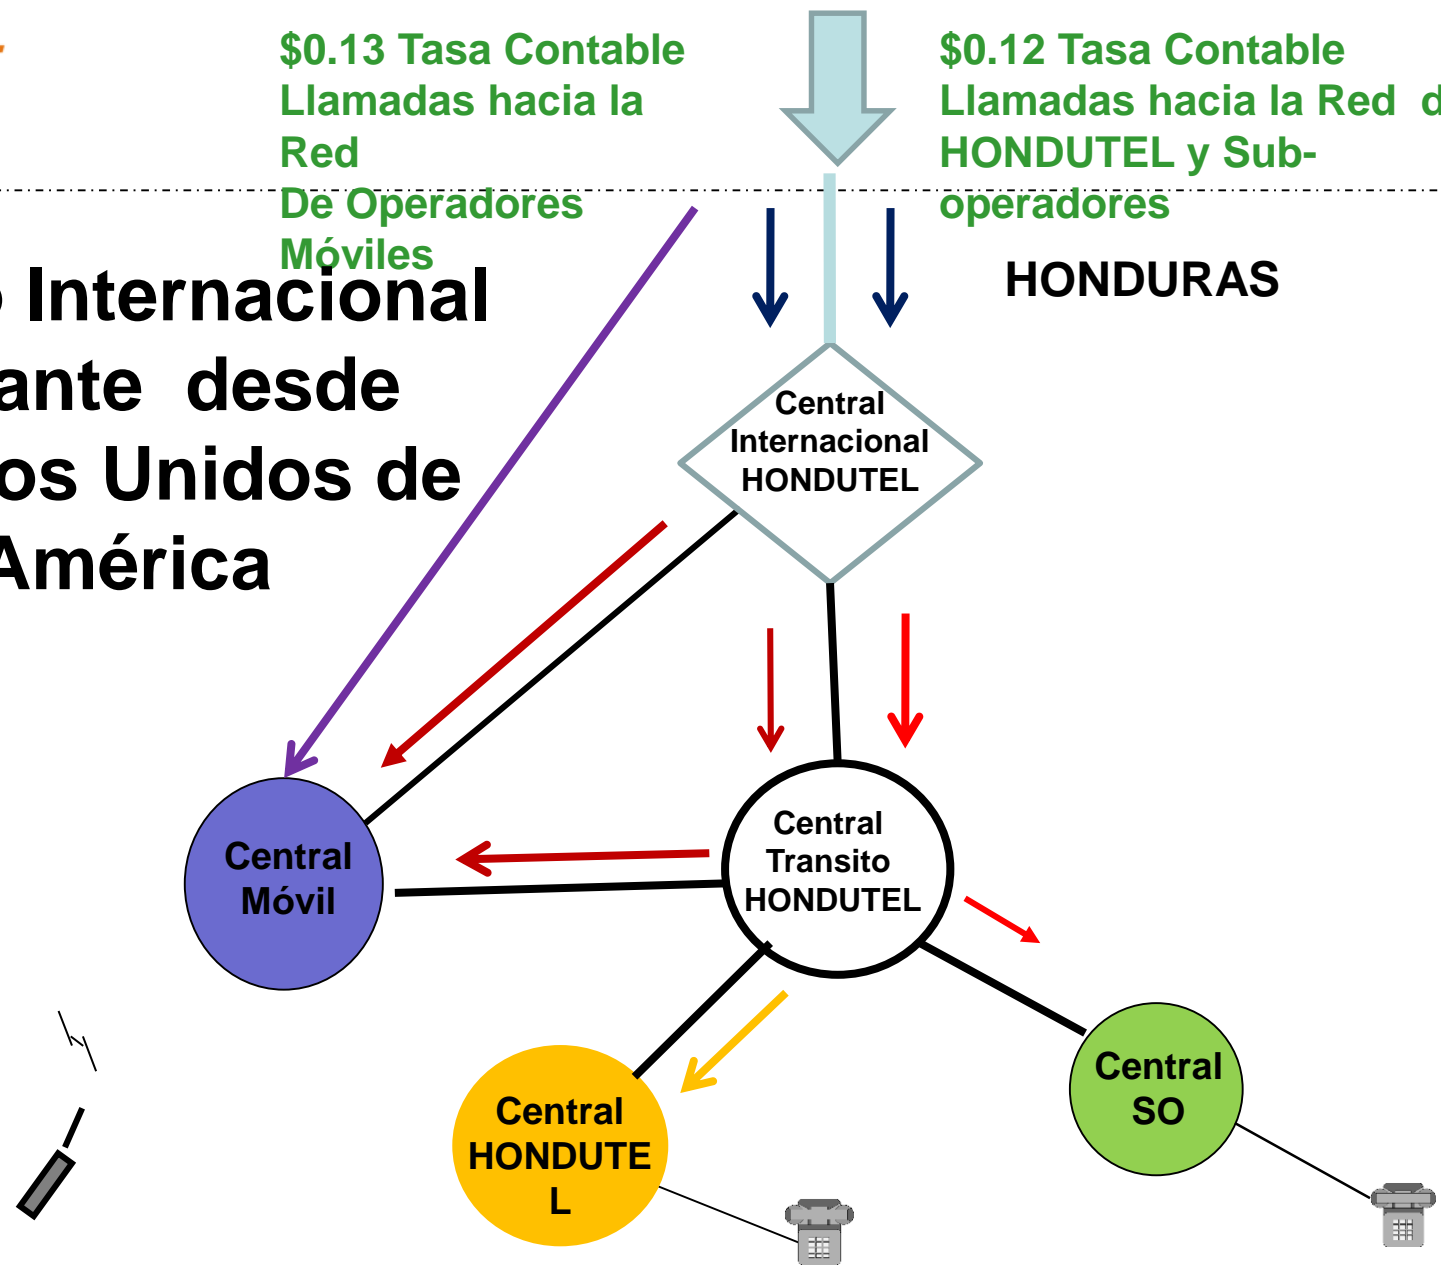 $0.13 Tasa Contable
Llamadas hacia la
Red
De Operadores
Móviles
$0.12 Tasa Contable
Llamadas hacia la Red
HONDUTEL y Sub-
operadores
HONDURAS
Internacional
desde
Unidos de
América
Central
Internacional
HONDUTEL
Central
Móvil
Central
Transito
HONDUTEL
Central
SO
Central
HONDUTE
L